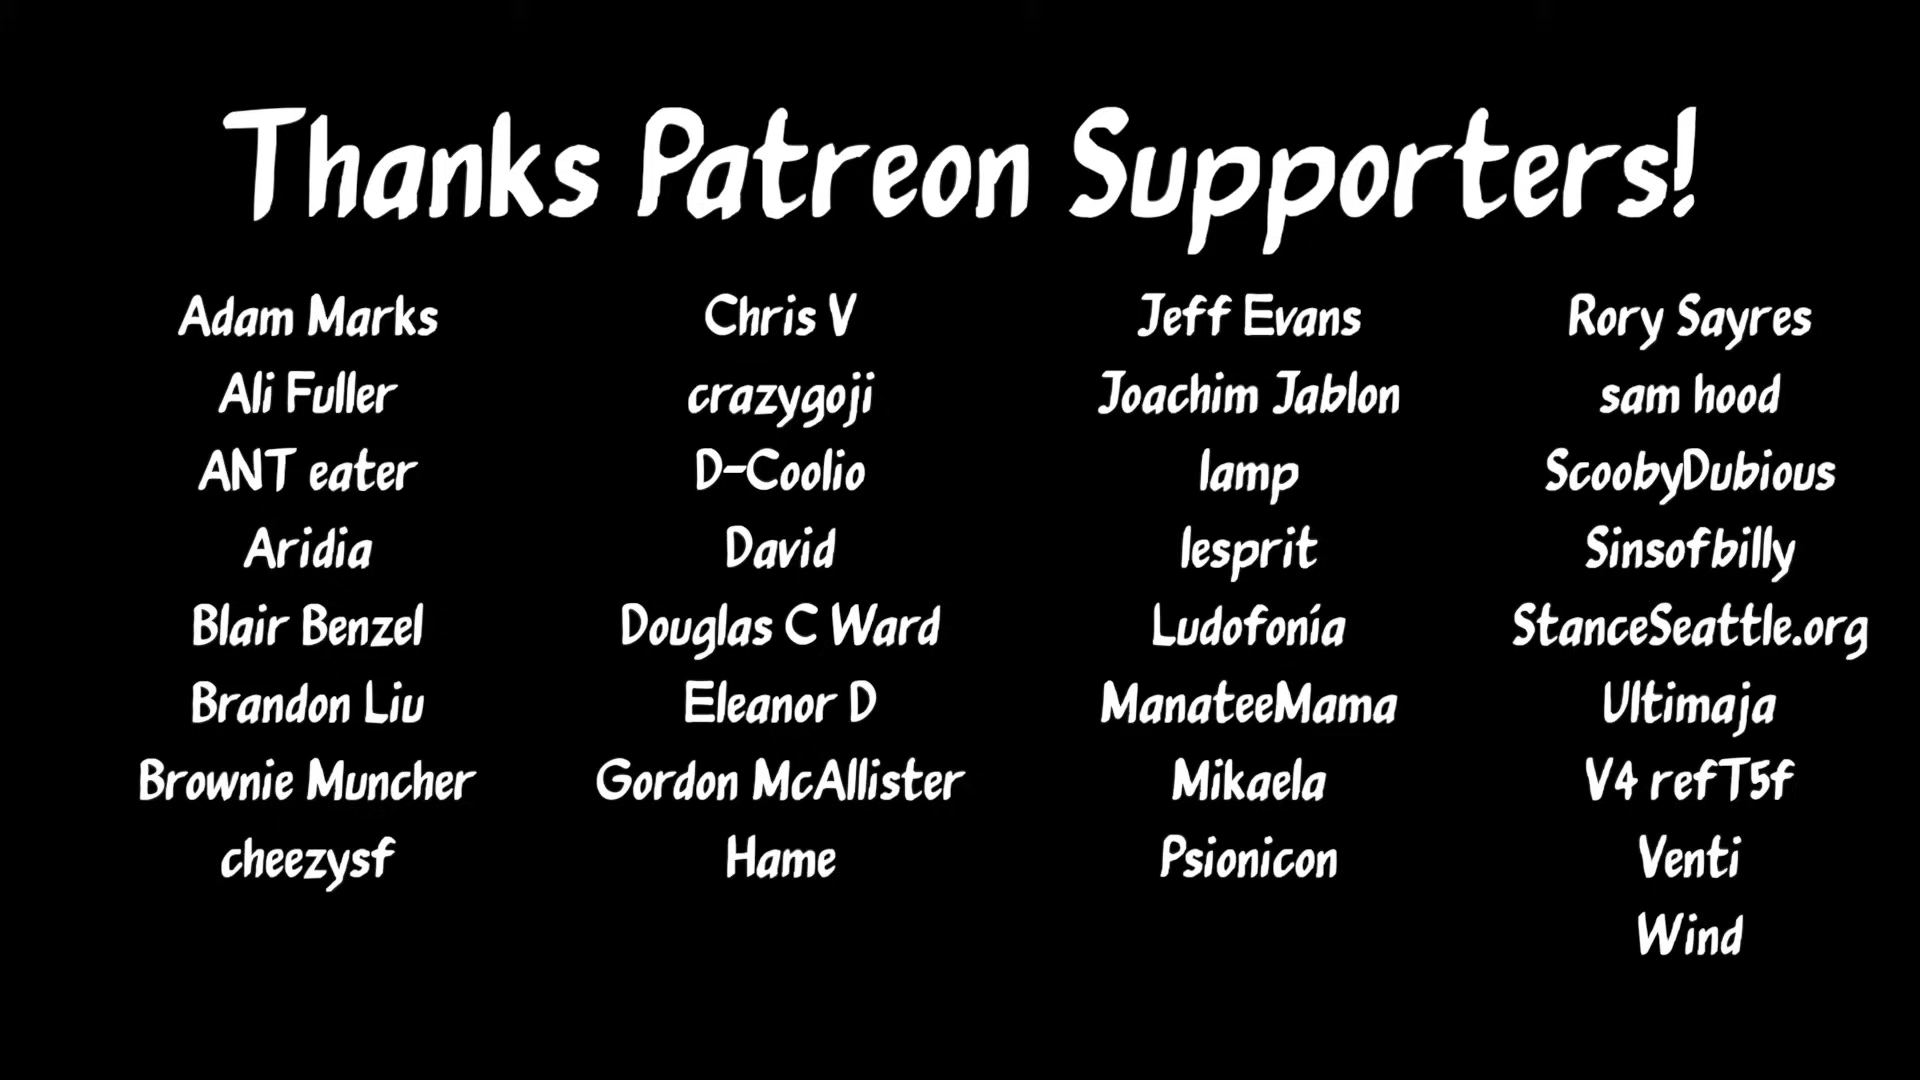 Thanks Patreon Supporters!
Adam Marks
Ali Fuller
ANT eater
Aridia
Blair Benzel
Brandon Liu
Brownie Muncher
cheezysf
Chris V
crazygoji
D-Coolio
David
Douglas C Ward
Eleanor D
Gordon McAllister
Hame
Jeff Evans
Joachim Jablon
lamp
lesprit
Ludofonía
ManateeMama
Mikaela
Psionicon
Rory Sayres
sam hood
ScoobyDubious
Sinsofbilly
StanceSeattle.org
Ultimaja
V4 refT5f
Venti
Wind